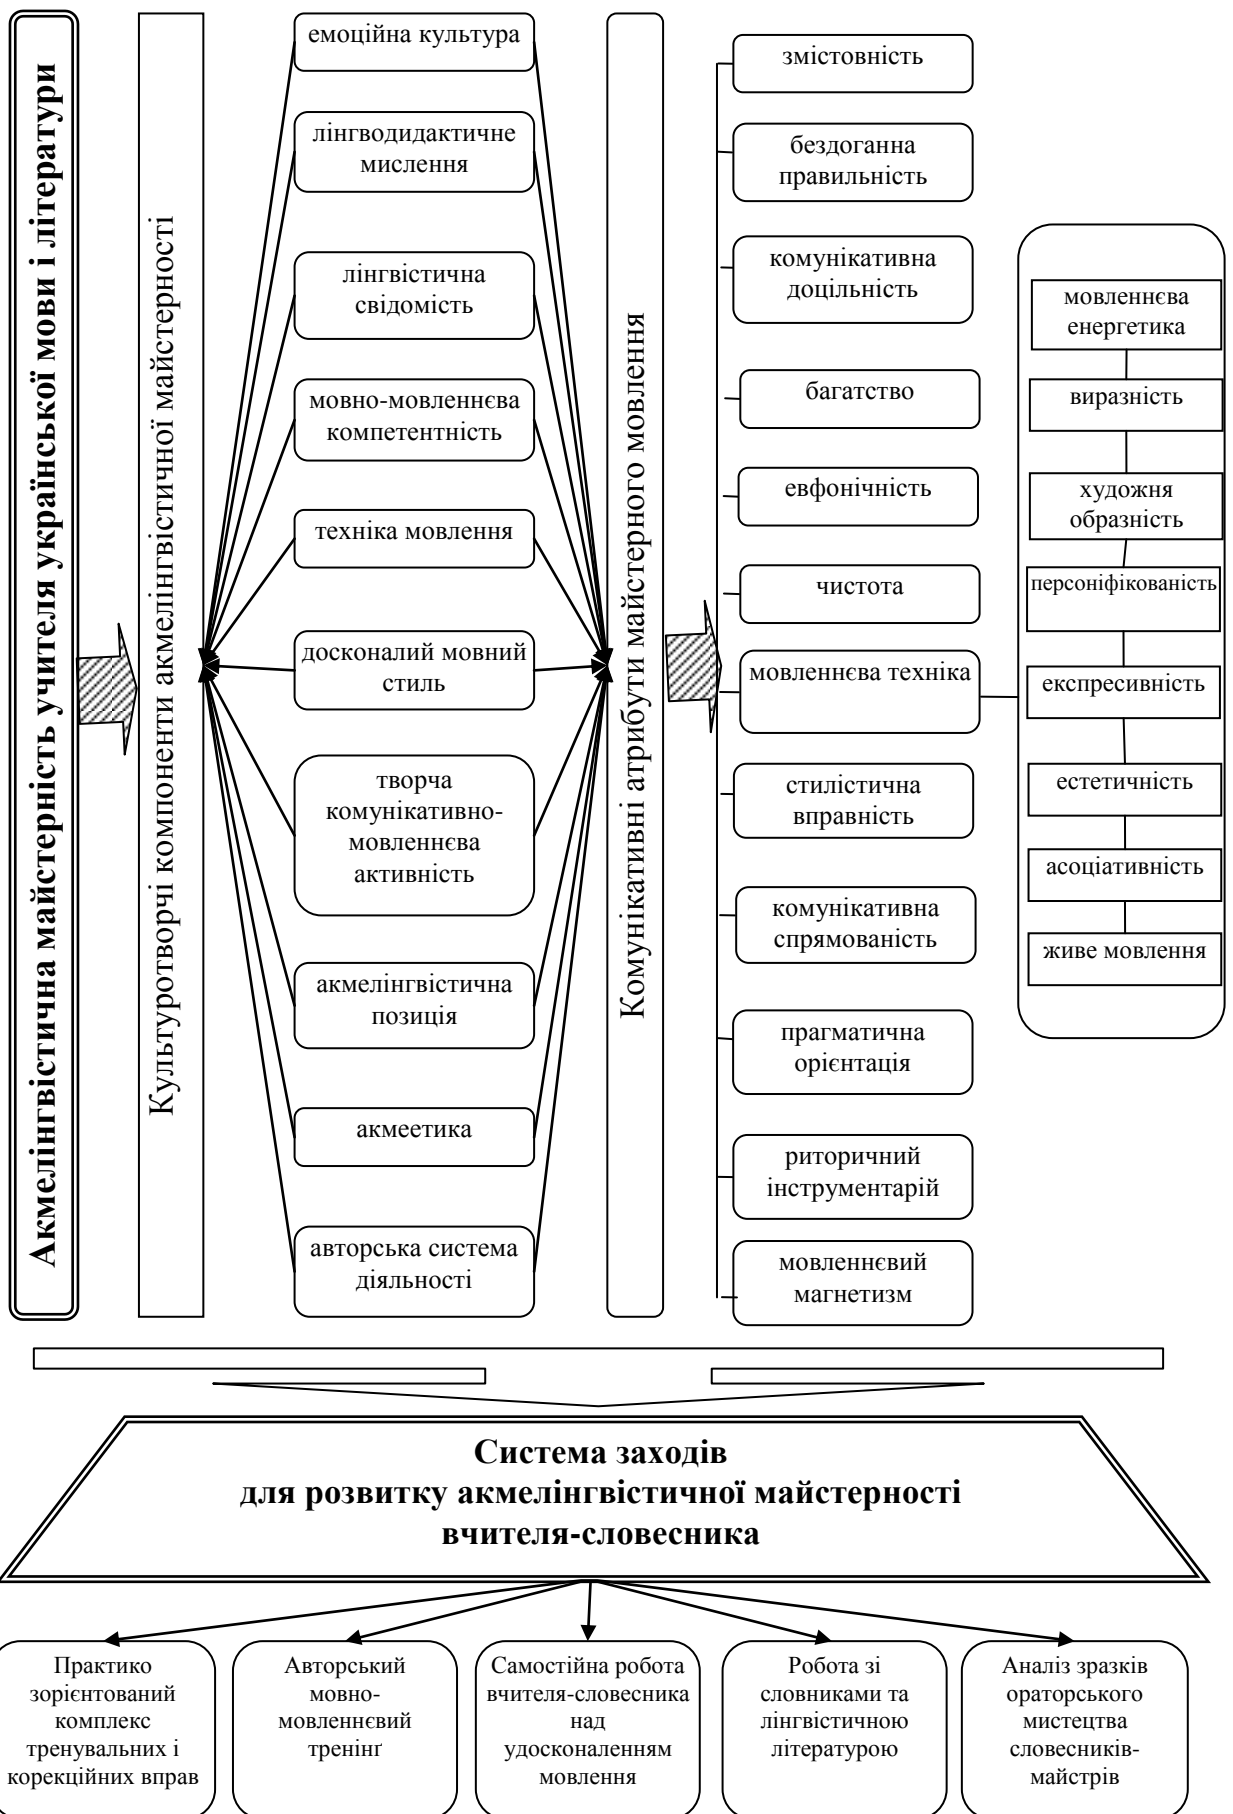 Акмелінгвістична майстерність учителя української мови і літератури
Культуротворчі компоненти акмелінгвістичної майстерності
емоційна культура
лінгводидактичне
мислення
лінгвістична
свідомість
мовно-мовленнєва
компетентність
техніка мовлення
досконалий мовний
стиль
творча
комунікативно-
мовленнєва
активність
акмелінгвістична
позиція
акмеетика
авторська система
діяльності
Комунікативні атрибути майстерного мовлення
змістовність
бездоганна
правильність
комунікативна
доцільність
багатство
евфонічність
чистота
мовленнєва техніка
стилістична
вправність
комунікативна
спрямованість
прагматична
орієнтація
риторичний
інструментарій
мовленнєвий
магнетизм
мовленнєва
енергетика
виразність
художня
образність
персоніфікованість
експресивність
естетичність
асоціативність
живе мовлення
Система заходів
для розвитку акмелінгвістичної майстерності
вчителя-словесника
Практико
зорієнтований
комплекс
тренувальних і
корекційних вправ
Авторський
мовно-
мовленнєвий
тренінг
Самостійна робота
вчителя-словесника
над
удосконаленням
мовлення
Робота зі
словниками та
лінгвістичною
літературою
Аналіз зразків
ораторського
мистецтва
словесників-
майстрів